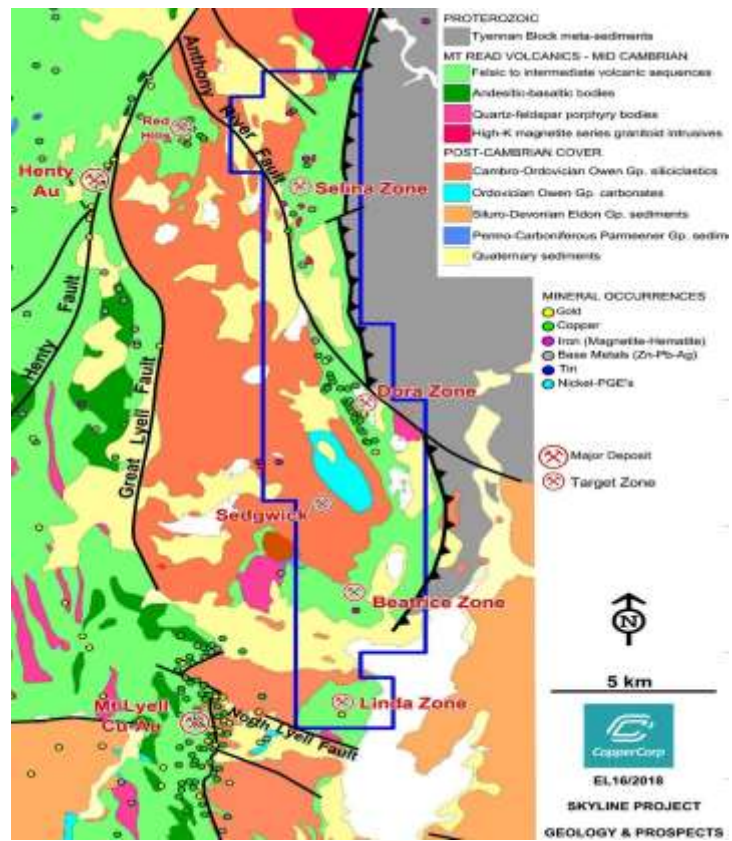 PROTEROZOIC
Tyennan Block meta-sediments
MT READ VOLCANICS - MID CAMBRIAN
Felsic to intermediate volcanic sequences
Andesitic-basaltic bodies
Quartz-feldspar porphyry bodies
High-K magnetite series granitoid intrusives
POST-CAMBRIAN COVER
Cambro-Ordovician Owen Gp. siliciclastics
Ordovician Owen Gp. carbonates
Siluro-Devonian Eldon Gp. sediments
Permo-Carboniferous Parmeener Gp. sedim
Quaternary sediments
MINERAL OCCURRENCES
Gold
Copper
Iron (Magnetite-Hematite)
Base Metals (Zn-Pb-Ag)
Tin
Nickel-PGE's
Major Deposit
Target Zone
Anthony River Fault
Red Hills
Henty
Au
Selina Zone
Henty Fault
Great Lyell Fault
Dora Zone
Sedgwick
Beatrice Zone
Linda Zone
Mt Lyell
Cu-Au
North Lyell Fault
N
5 km
CopperCorp
EL16/2018
SKYLINE PROJECT
GEOLOGY & PROSPECTS